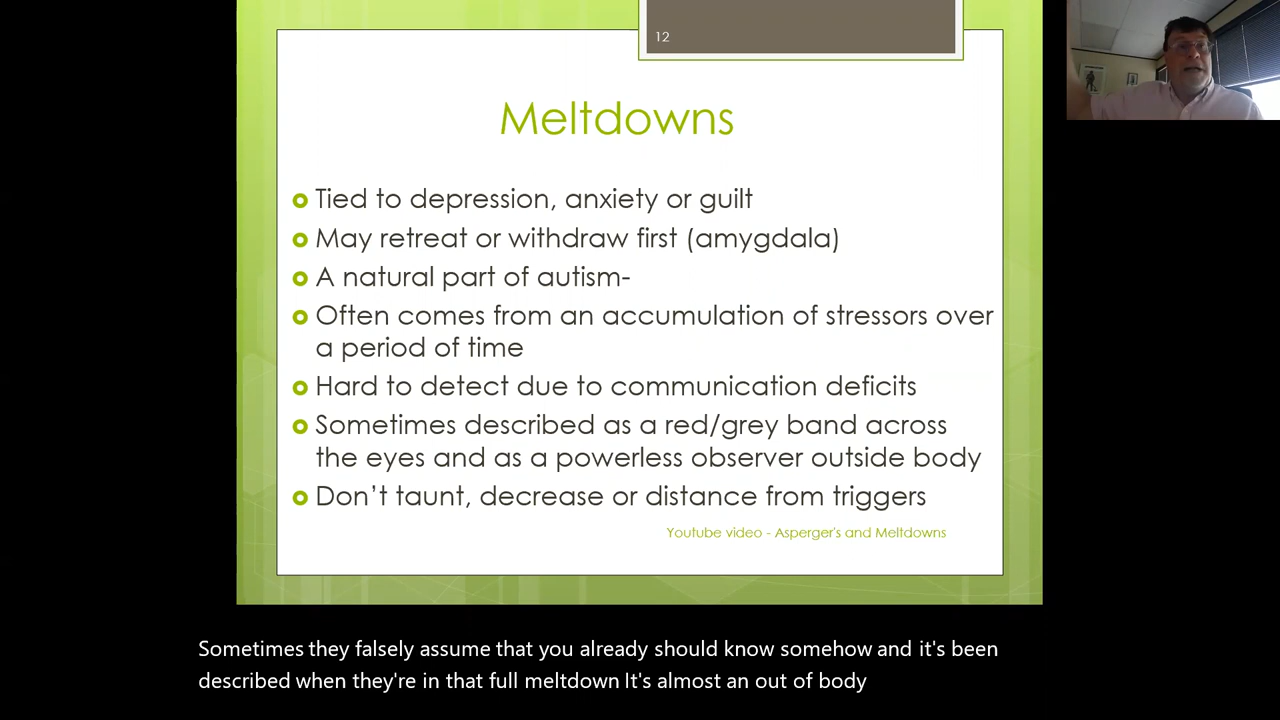 12
Meltdowns
Tied to depression, anxiety or guilt
May retreat or withdraw first (amygdala)
A natural part of autism-
Often comes from an accumulation of stressors over
a period of time
Hard to detect due to communication deficits
Sometimes described as a red/grey band across
the eyes and as a powerless observer outside body
Don't taunt, decrease or distance from triggers
Youtube video - Asperger's and Meltdowns
Sometimes they falsely assume that you already should know somehow and it's been
described when they're in that full meltdown It's almost an out of body